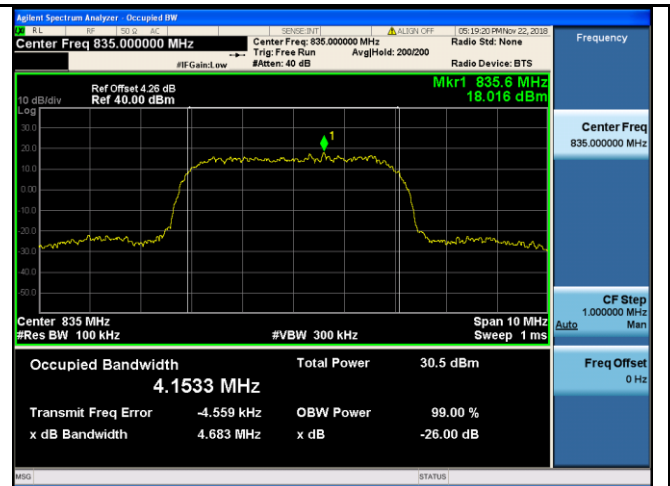 Agilent Spectrum Analyzer - Occupied BW
RL RF 50 Ω AC SENSE:INT ALIGN OFF 05:19:20 PM Nov 22, 2018
Center Freq 835.000000 MHz Center Freq: 835.000000 MHz Radio Std: None
Trig: Free Run Avg|Hold: 200/200
#IFGain:Low #Atten: 40 dB Radio Device: BTS
Frequency
Mkr1 835.6 MHz
18.016 dBm
Ref Offset 4.26 dB
10 dB/div Ref 40.00 dBm
Log
30.0
20.0
10.0
0.00
-10.0
-20.0
-30.0
-40.0
-50.0
1
Center 835 MHz Span 10 MHz
#Res BW 100 kHz #VBW 300 kHz Sweep 1 ms
Occupied Bandwidth Total Power 30.5 dBm
4.1533 MHz
Transmit Freq Error -4.559 kHz OBW Power 99.00 %
x dB Bandwidth 4.683 MHz x dB -26.00 dB
Center Freq
835.000000 MHz
CF Step
1.000000 MHz
Auto Man
Freq Offset
0 Hz
MSG STATUS